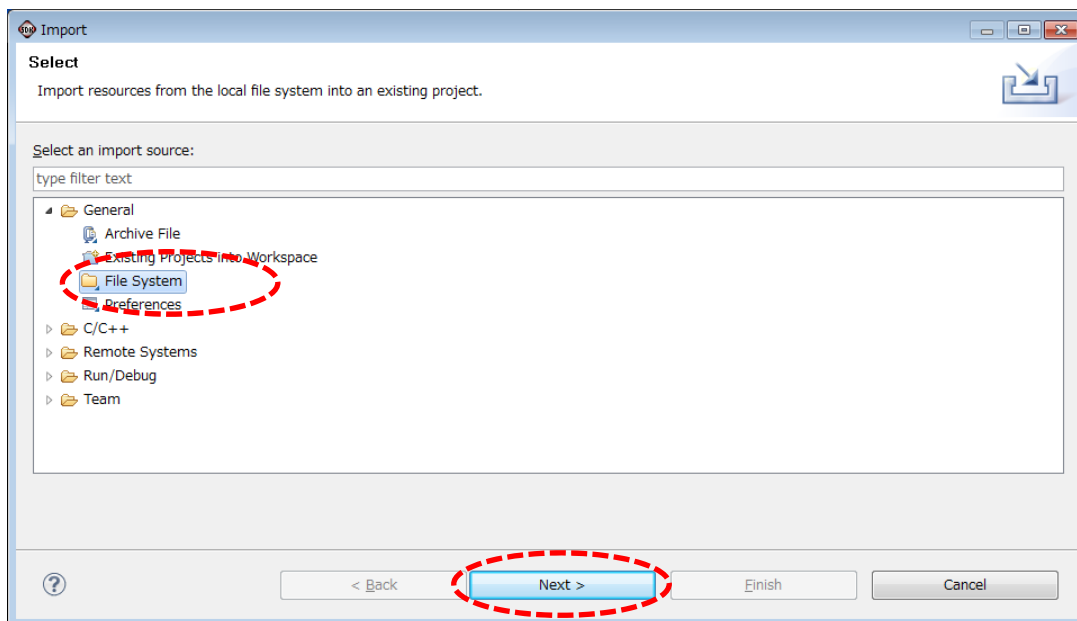 SDK Import
Select
Import resources from the local file system into an existing project.
Select an import source:
type filter text
General
Archive File
Existing Projects into Workspace
File System
Preferences
C/C++
Remote Systems
Run/Debug
Team
? < Back Next > Finish Cancel